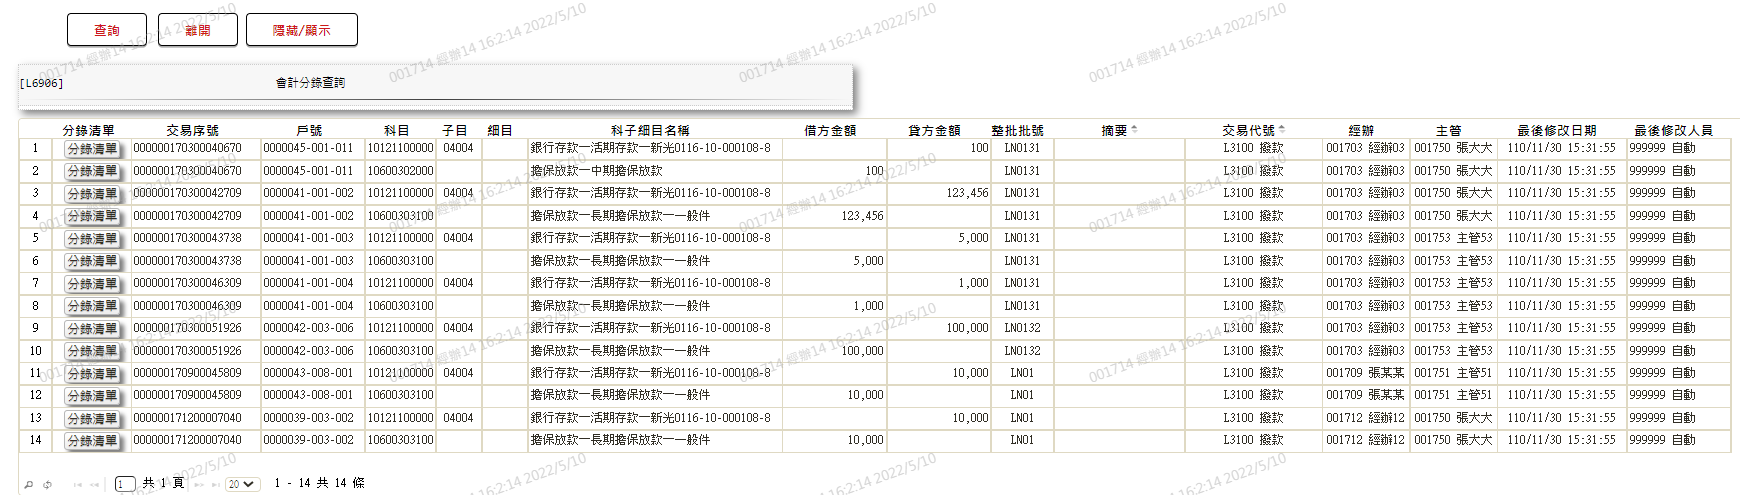 查詢 離開 隱藏/顯示
[L6906] 會計分錄查詢
分錄清單 交易序號 戶號 科目 子目 細目 科子細目名稱 借方金額 貸方金額 整批批號 摘要 交易代號 經辦 主管 最後修改日期 最後修改人員
1 分錄清單 000000170300040670 0000045-001-011 10121100000 04004 銀行存款一活期存款一新光0116-10-000108-8 100 LN0131 L3100 撥款 001703 經辦03 001750 張大大 110/11/30 15:31:55 999999 自動
2 分錄清單 000000170300040670 0000045-001-011 10600302000 擔保放款一中期擔保放款 100 LN0131 L3100 撥款 001703 經辦03 001750 張大大 110/11/30 15:31:55 999999 自動
3 分錄清單 000000170300042709 0000041-001-002 10121100000 04004 銀行存款一活期存款一新光0116-10-000108-8 123,456 LN0131 L3100 撥款 001703 經辦03 001750 張大大 110/11/30 15:31:55 999999 自動
4 分錄清單 000000170300042709 0000041-001-002 10600303100 擔保放款一長期擔保放款一一般件 123,456 LN0131 L3100 撥款 001703 經辦03 001750 張大大 110/11/30 15:31:55 999999 自動
5 分錄清單 000000170300043738 0000041-001-003 10121100000 04004 銀行存款一活期存款一新光0116-10-000108-8 5,000 LN0131 L3100 撥款 001703 經辦03 001753 主管53 110/11/30 15:31:55 999999 自動
6 分錄清單 000000170300043738 0000041-001-003 10600303100 擔保放款一長期擔保放款一一般件 5,000 LN0131 L3100 撥款 001703 經辦03 001753 主管53 110/11/30 15:31:55 999999 自動
7 分錄清單 000000170300046309 0000041-001-004 10121100000 04004 銀行存款一活期存款一新光0116-10-000108-8 1,000 LN0131 L3100 撥款 001703 經辦03 001753 主管53 110/11/30 15:31:55 999999 自動
8 分錄清單 000000170300046309 0000041-001-004 10600303100 擔保放款一長期擔保放款一一般件 1,000 LN0131 L3100 撥款 001703 經辦03 001753 主管53 110/11/30 15:31:55 999999 自動
9 分錄清單 000000170300051926 0000042-003-006 10121100000 04004 銀行存款一活期存款一新光0116-10-000108-8 100,000 LN0132 L3100 撥款 001703 經辦03 001753 主管53 110/11/30 15:31:55 999999 自動
10 分錄清單 000000170300051926 0000042-003-006 10600303100 擔保放款一長期擔保放款一一般件 100,000 LN0132 L3100 撥款 001703 經辦03 001753 主管53 110/11/30 15:31:55 999999 自動
11 分錄清單 000000170900045809 0000043-008-001 10121100000 04004 銀行存款一活期存款一新光0116-10-000108-8 10,000 LN01 L3100 撥款 001709 張某某 001751 主管51 110/11/30 15:31:55 999999 自動
12 分錄清單 000000170900045809 0000043-008-001 10600303100 擔保放款一長期擔保放款一一般件 10,000 LN01 L3100 撥款 001709 張某某 001751 主管51 110/11/30 15:31:55 999999 自動
13 分錄清單 000000171200007040 0000039-003-002 10121100000 04004 銀行存款一活期存款一新光0116-10-000108-8 10,000 LN01 L3100 撥款 001712 經辦12 001750 張大大 110/11/30 15:31:55 999999 自動
14 分錄清單 000000171200007040 0000039-003-002 10600303100 擔保放款一長期擔保放款一一般件 10,000 LN01 L3100 撥款 001712 經辦12 001750 張大大 110/11/30 15:31:55 999999 自動
1 共 1 頁 20 1 - 14 共 14 條
001714 經辦14 16:2:14 2022/5/10